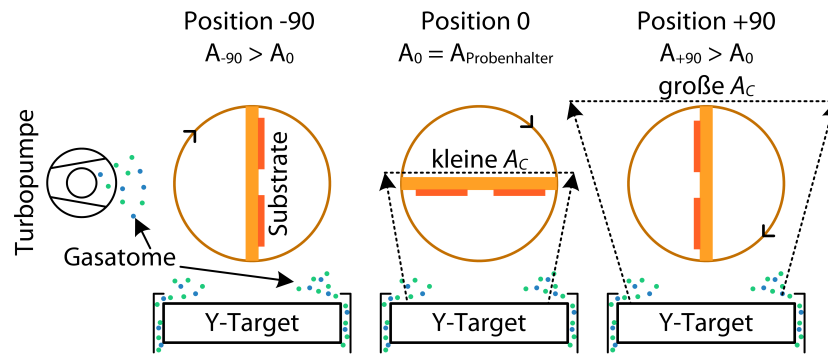 Position -90
A-90 > A0
Position 0
A0 = AProbenhalter
Position +90
A+90 > A0
große AC
kleine AC
Turbopumpe
Substrate
Gasatome
Y-Target
Y-Target
Y-Target